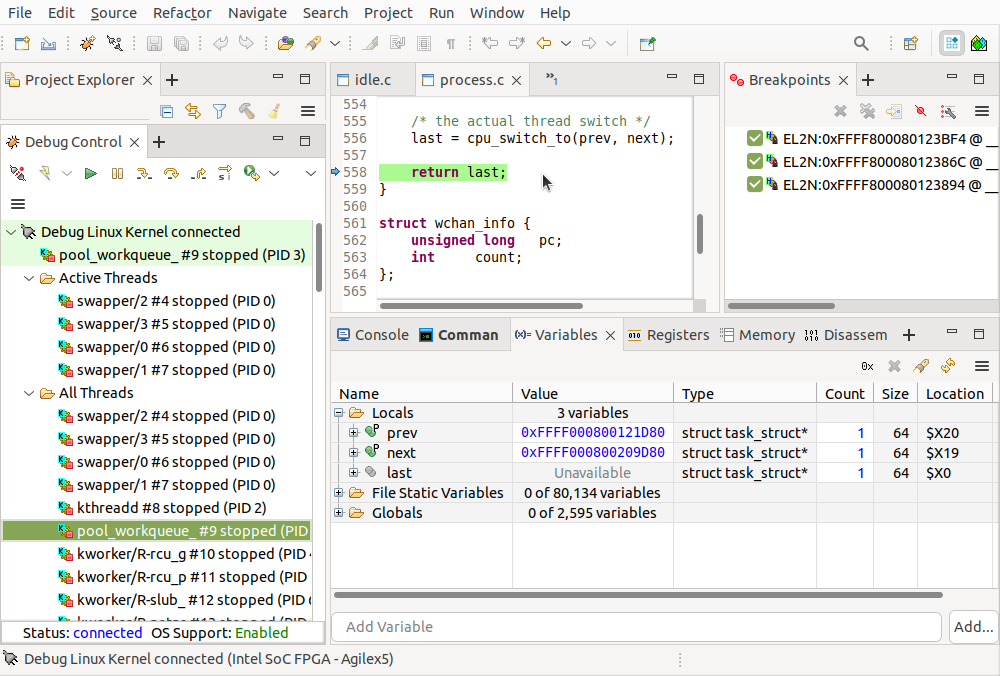 File Edit Source Refactor Navigate Search Project Run Window Help
Project Explorer
Debug Control
Debug Linux Kernel connected
pool_workqueue_ #9 stopped (PID 3)
Active Threads
swapper/2 #4 stopped (PID 0)
swapper/3 #5 stopped (PID 0)
swapper/0 #6 stopped (PID 0)
swapper/1 #7 stopped (PID 0)
All Threads
swapper/2 #4 stopped (PID 0)
swapper/3 #5 stopped (PID 0)
swapper/0 #6 stopped (PID 0)
swapper/1 #7 stopped (PID 0)
kthreadd #8 stopped (PID 2)
pool_workqueue_ #9 stopped (PID
kworker/R-rcu_g #10 stopped (PID
kworker/R-rcu_p #11 stopped (PID
kworker/R-slub_ #12 stopped (PID
Status: connected OS Support: Enabled
idle.c process.c »1
554
555 /* the actual thread switch */
556 last = cpu_switch_to(prev, next);
557
558 return last;
559 }
560
561 struct wchan_info {
562 unsigned long pc;
563 int count;
564 };
565
Breakpoints
EL2N:0xFFFF800080123BF4 @ __
EL2N:0xFFFF80008012386C @ __
EL2N:0xFFFF800080123894 @ __
Console Comman Variables Registers Memory Disassem
0x
Name Value Type Count Size Location
Locals 3 variables
prev 0xFFFF000800121D80 struct task_struct* 1 64 $X20
next 0xFFFF000800209D80 struct task_struct* 1 64 $X19
last Unavailable struct task_struct* 1 64 $X0
File Static Variables 0 of 80,134 variables
Globals 0 of 2,595 variables
Add Variable Add...
Debug Linux Kernel connected (Intel SoC FPGA - Agilex5)